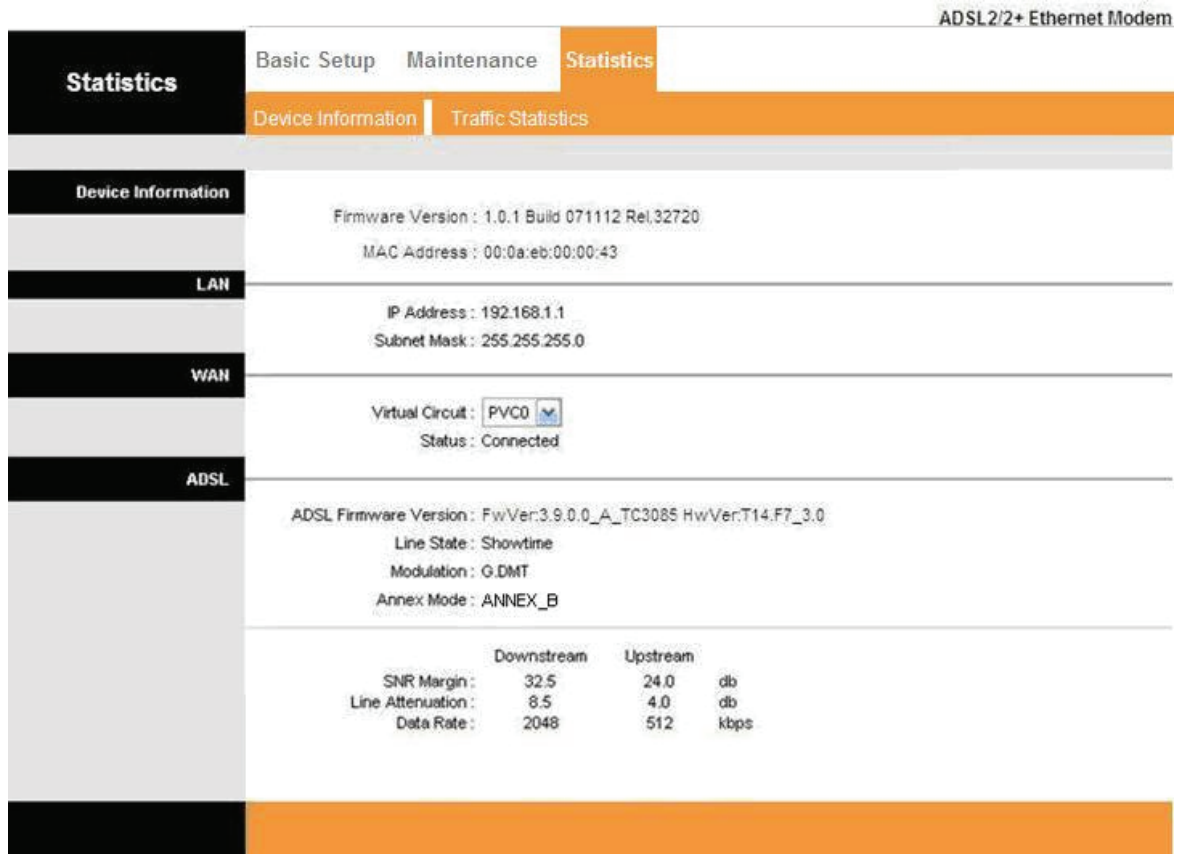 ADSL2/2+ Ethernet Modem
Statistics
Basic Setup Maintenance Statistics
Device Information Traffic Statistics
Device Information
Firmware Version : 1.0.1 Build 071112 Rel.32720
MAC Address : 00:0a:eb:00:00:43
LAN
IP Address : 192.168.1.1
Subnet Mask : 255.255.255.0
WAN
Virtual Circuit : PVC0
Status : Connected
ADSL
ADSL Firmware Version : FwVer:3.9.0.0_A_TC3085 HwVer:T14.F7_3.0
Line State : Showtime
Modulation : G.DMT
Annex Mode : ANNEX_B
Downstream Upstream
SNR Margin : 32.5 24.0 db
Line Attenuation : 8.5 4.0 db
Data Rate : 2048 512 kbps